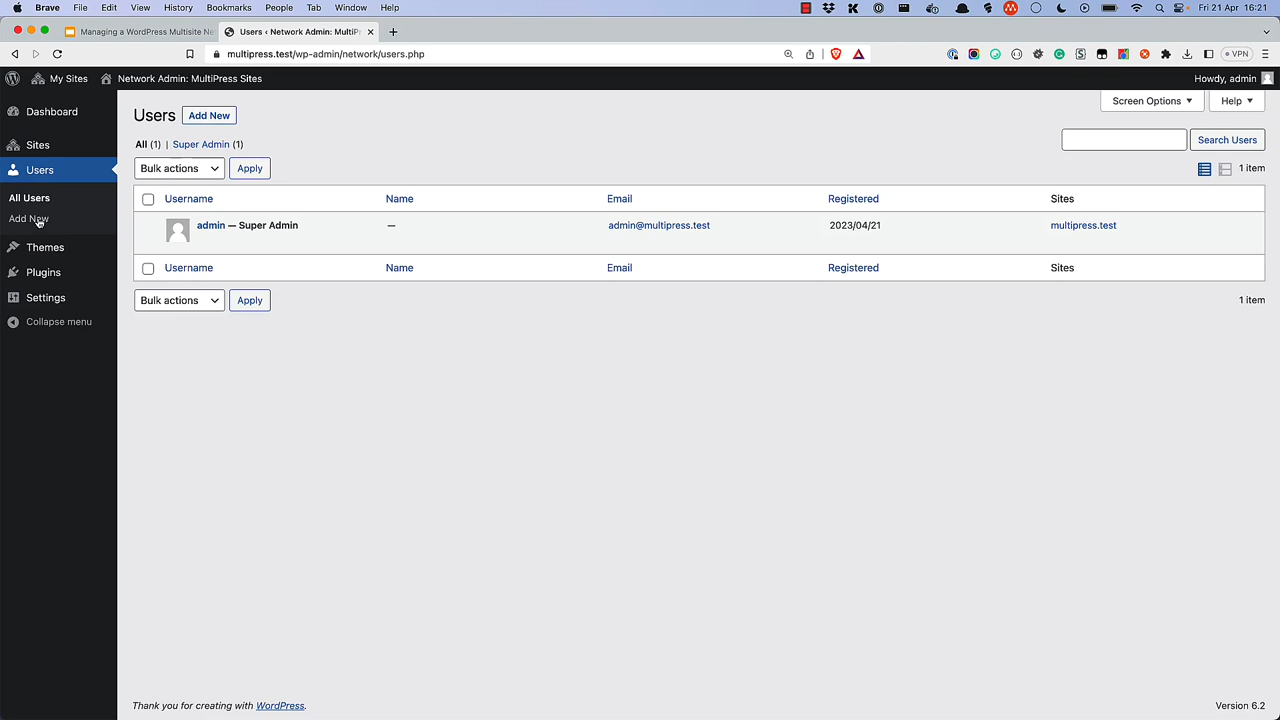 Brave File Edit View History Bookmarks People Tab Window Help Fri 21 Apr 16:21
Managing a WordPress Multisite Ne
Users ‹ Network Admin: MultiP
multipress.test/wp-admin/network/users.php
VPN
My Sites Network Admin: MultiPress Sites Howdy, admin
Dashboard
Sites
Users
All Users
Add New
Themes
Plugins
Settings
Collapse menu
Screen Options Help
Users Add New
All (1) | Super Admin (1)
Search Users
Bulk actions Apply 1 item
Username Name Email Registered Sites
admin — Super Admin — admin@multipress.test 2023/04/21 multipress.test
Username Name Email Registered Sites
Bulk actions Apply 1 item
Thank you for creating with WordPress. Version 6.2